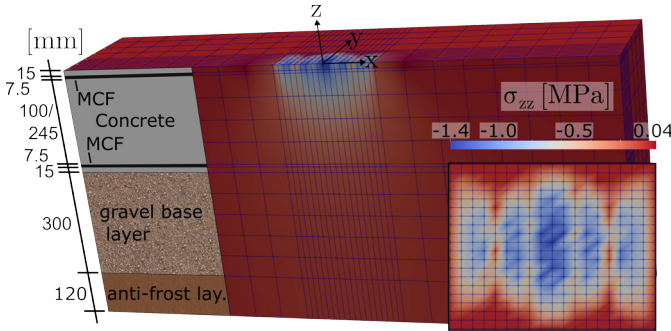 z
y
x
[mm]
15
7.5
100/
245
7.5
15
300
120
MCF
Concrete
MCF
gravel base
layer
anti-frost lay.
σzz [MPa]
-1.4 -1.0 -0.5 0.04